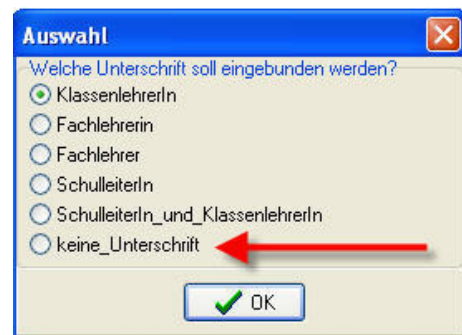 Auswahl
Welche Unterschrift soll eingebunden werden?
KlassenlehrerIn
Fachlehrerin
Fachlehrer
SchulleiterIn
SchulleiterIn_und_KlassenlehrerIn
keine_Unterschrift
OK